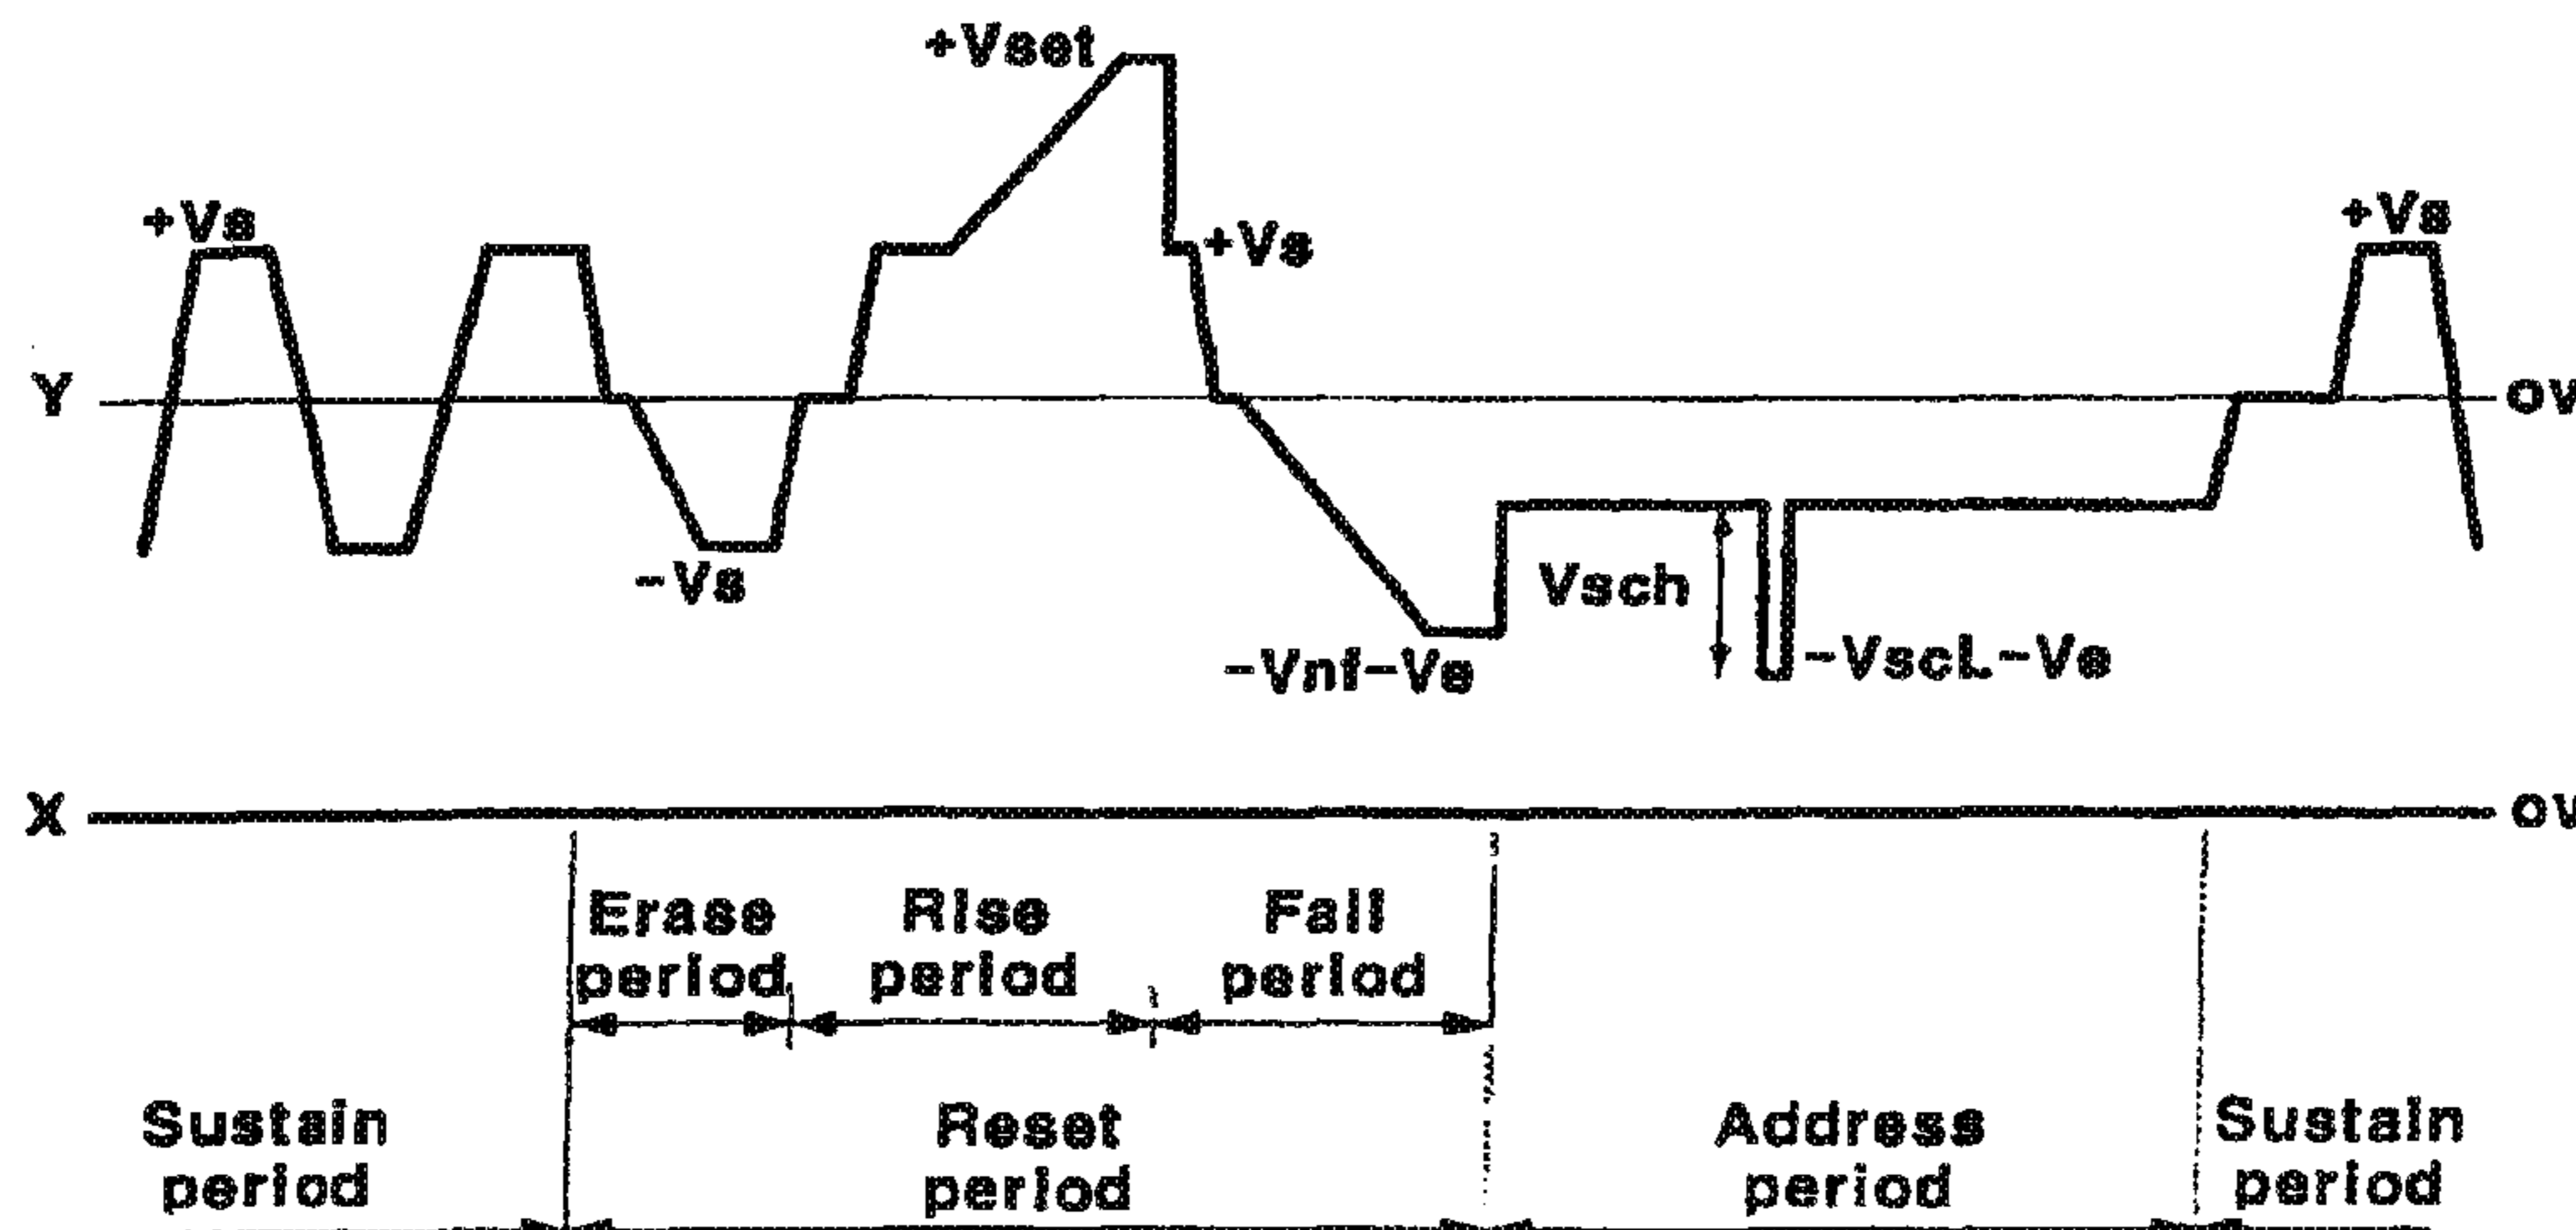 +Vset
+Vs
+Vs
+Vs
Y
0V
-Vs
Vsch
-Vnf-Ve
-VscL-Ve
X
0V
Erase
period
Rise
period
Fall
period
Sustain
period
Reset
period
Address
period
Sustain
period